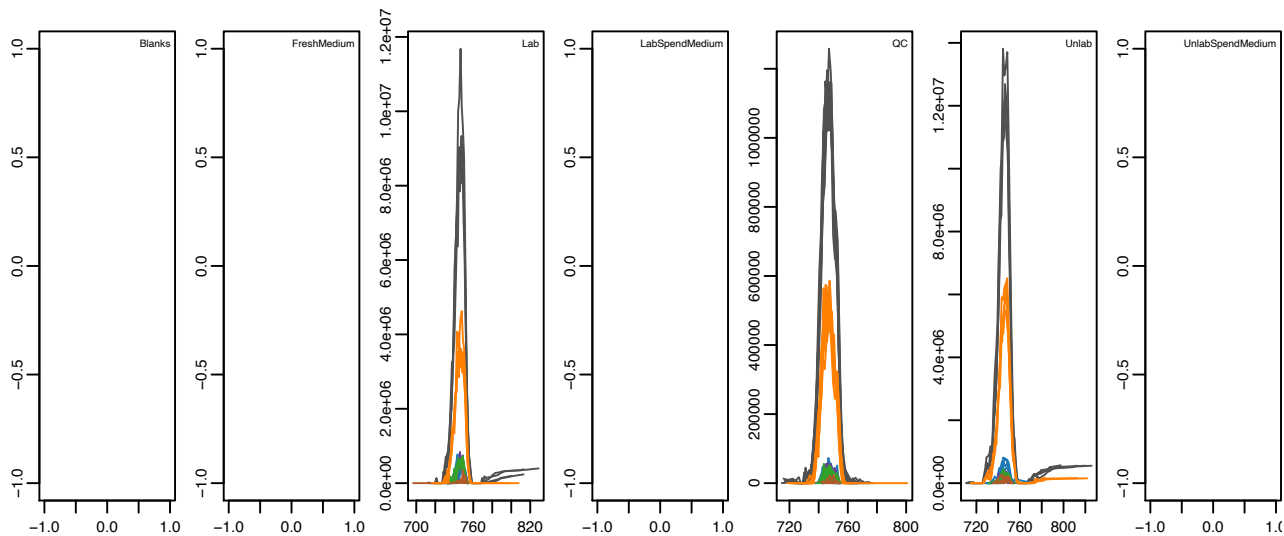 Blanks
1.0
0.5
0.0
−0.5
−1.0
−1.0 0.0 1.0
FreshMedium
1.0
0.5
0.0
−0.5
−1.0
−1.0 0.0 1.0
Lab
1.2e+07
1.0e+07
8.0e+06
6.0e+06
4.0e+06
2.0e+06
0.0e+00
700 760 820
LabSpendMedium
1.0
0.5
0.0
−0.5
−1.0
−1.0 0.0 1.0
QC
1000000
800000
600000
400000
200000
0
720 760 800
Unlab
1.2e+07
8.0e+06
4.0e+06
0.0e+00
720 760 800
UnlabSpendMedium
1.0
0.5
0.0
−0.5
−1.0
−1.0 0.0 1.0